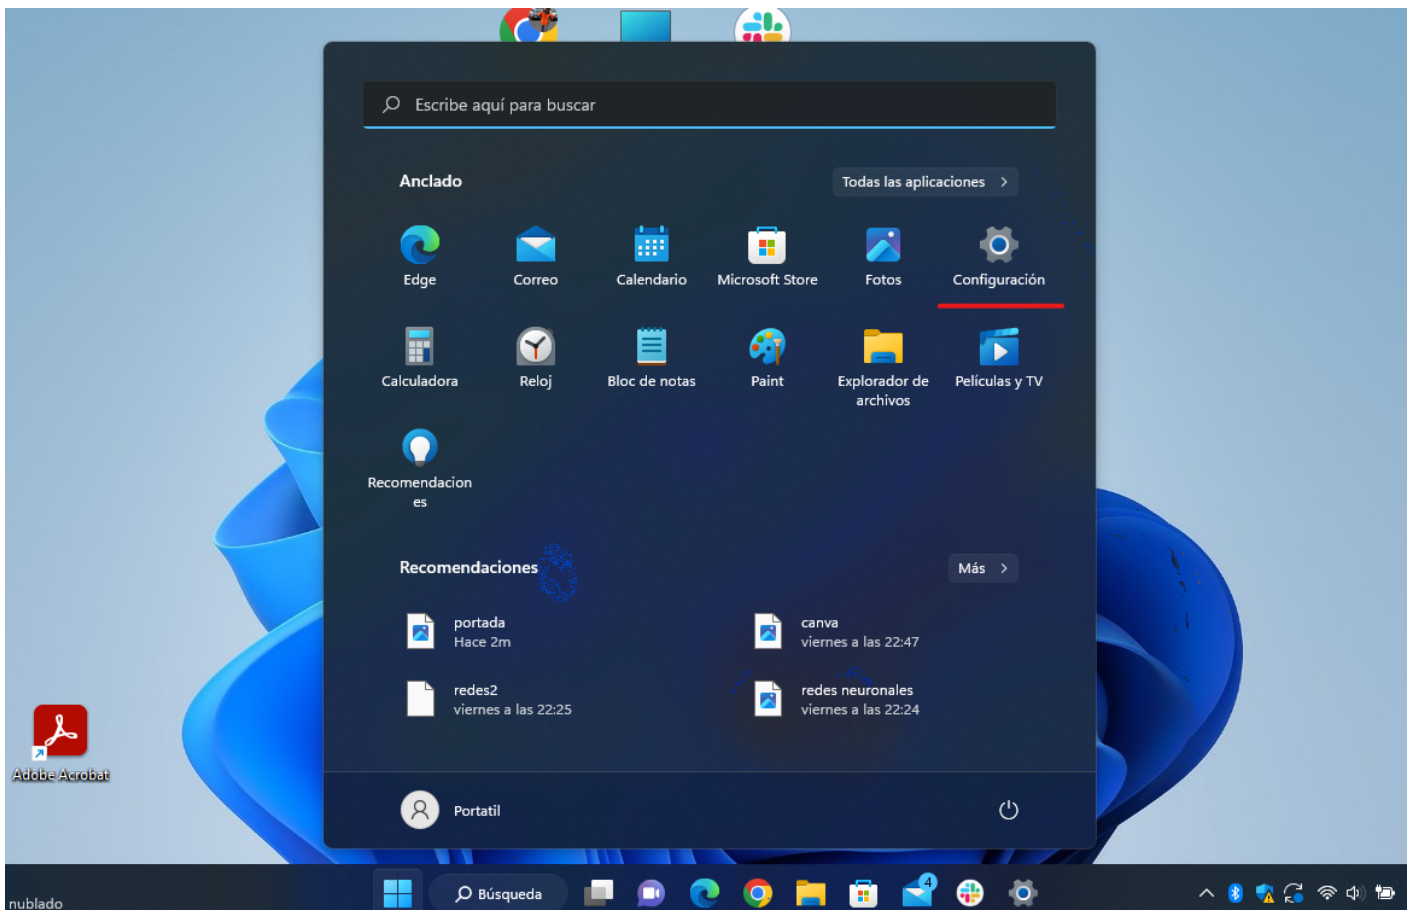 Escribe aquí para buscar
Anclado
Todas las aplicaciones
Edge
Correo
Calendario
Microsoft Store
Fotos
Configuración
Calculadora
Reloj
Bloc de notas
Paint
Explorador de
archivos
Películas y TV
Recomendacion
es
Recomendaciones
Más
portada
Hace 2m
canva
viernes a las 22:47
redes2
viernes a las 22:25
redes neuronales
viernes a las 22:24
Adobe Acrobat
Portatil
nublado
Búsqueda
4